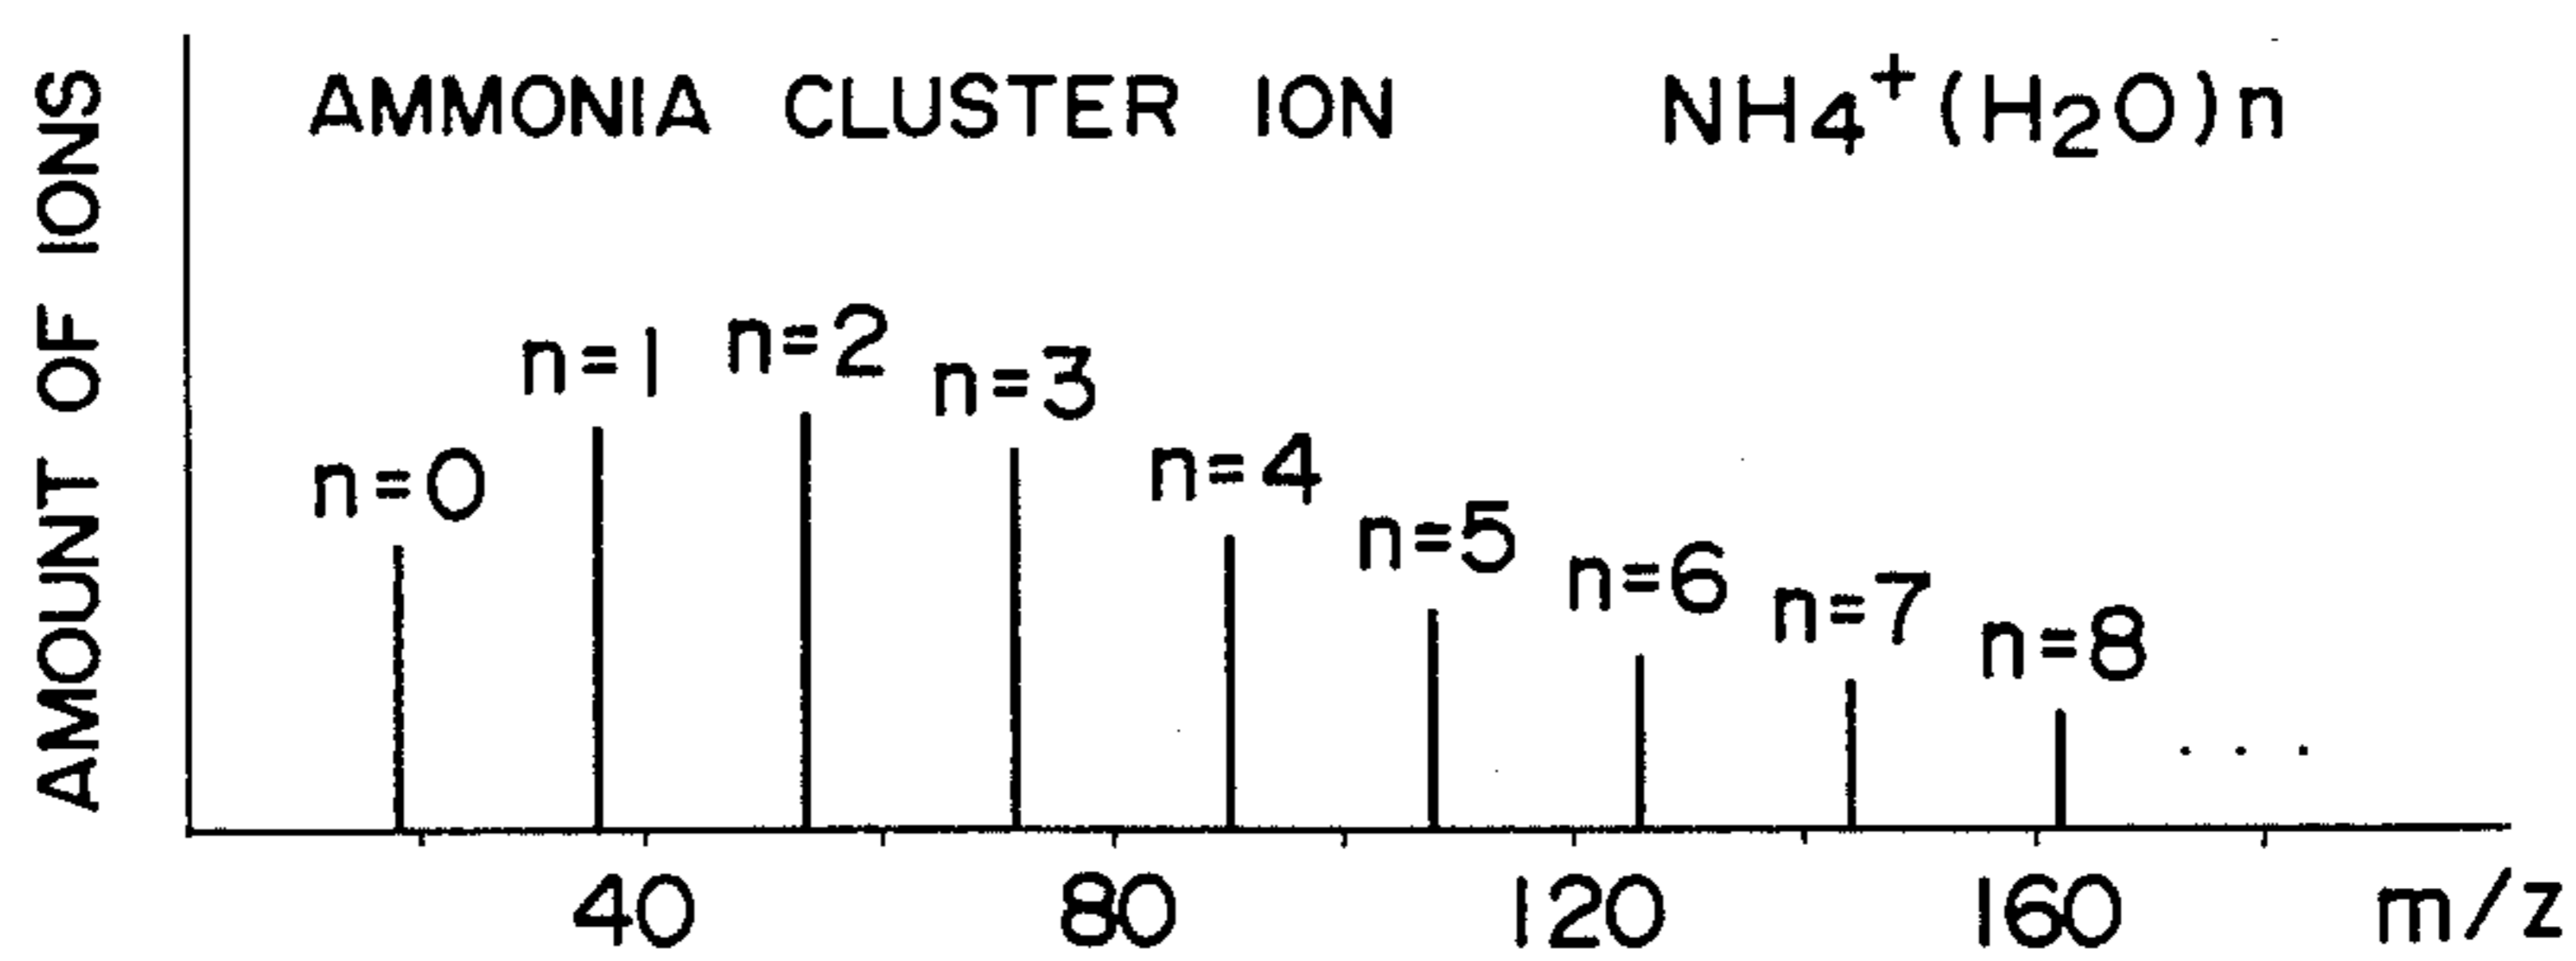 AMMONIA CLUSTER ION NH4+(H2O)n
AMOUNT OF IONS
n=0
n=1
n=2
n=3
n=4
n=5
n=6
n=7
n=8
. . .
40
80
120
160
m/z